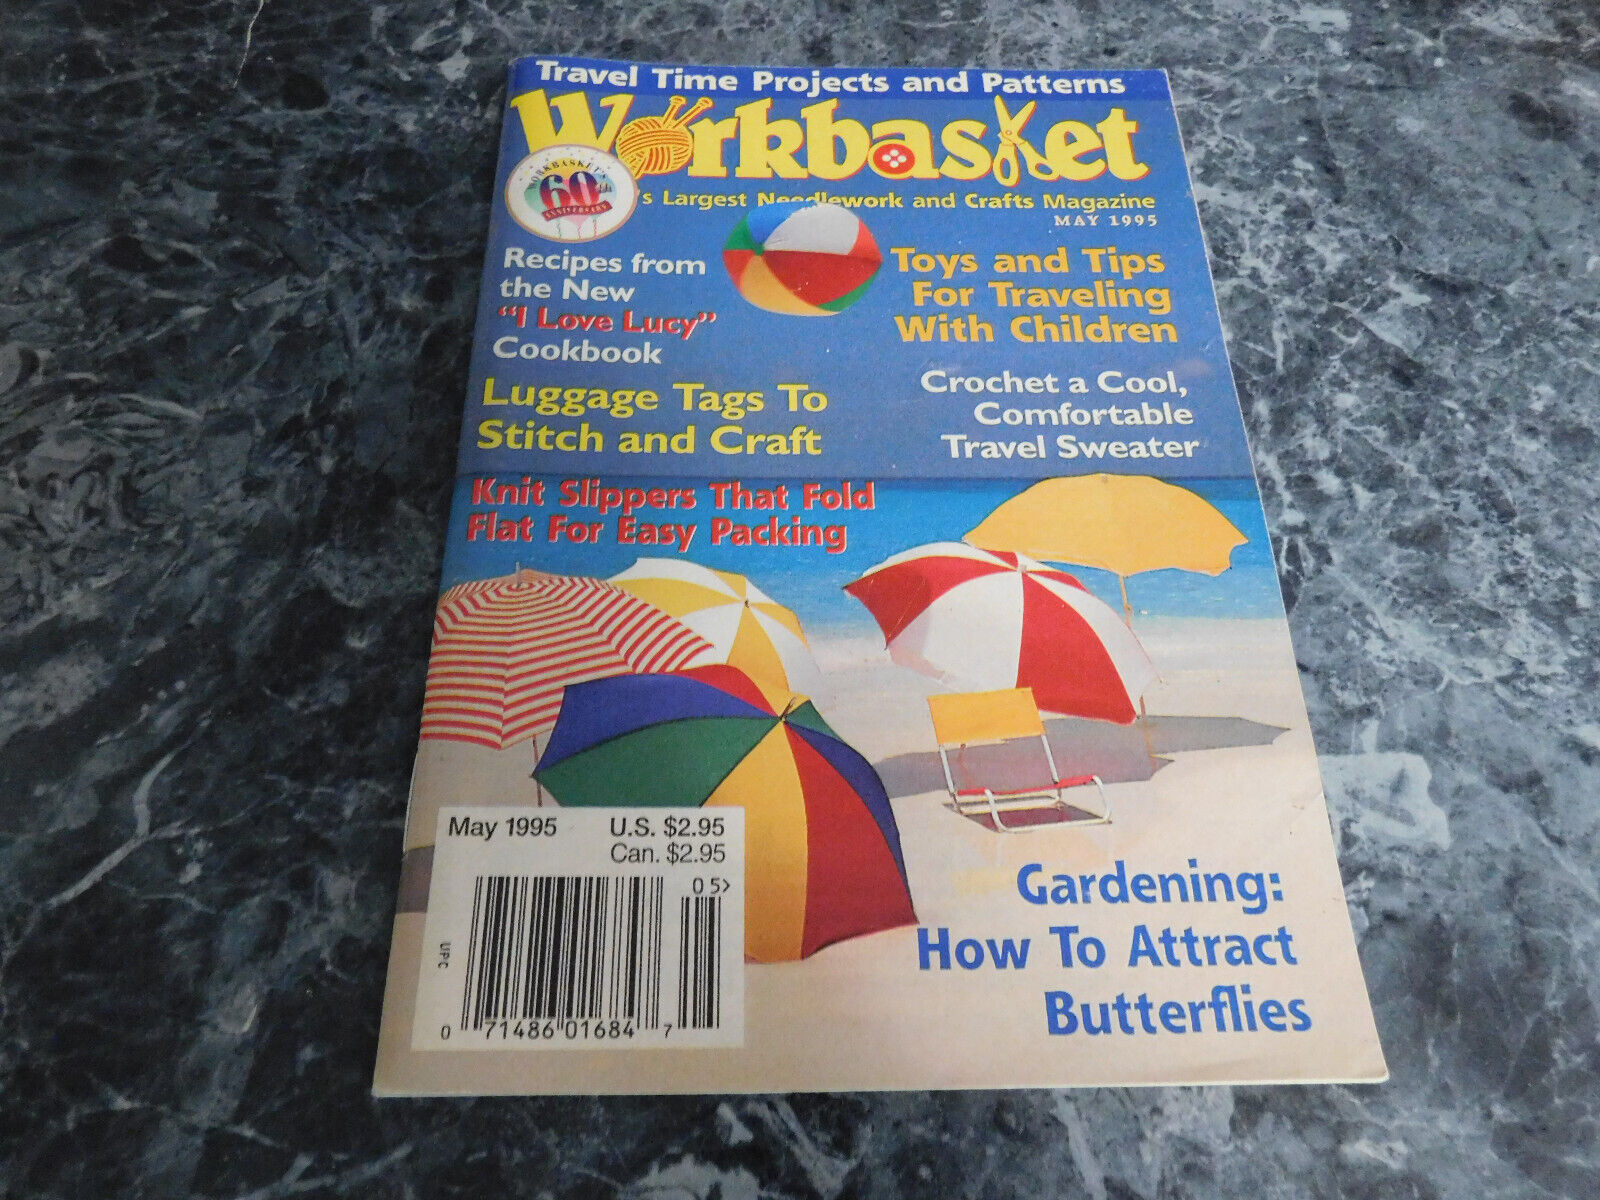 Travel Time Projects and Patterns
Workbasket
WORKBASKET'S
60th
ANNIVERSARY
's Largest Needlework and Crafts Magazine
MAY 1995
Recipes from
the New
“I Love Lucy”
Cookbook
Toys and Tips
For Traveling
With Children
Luggage Tags To
Stitch and Craft
Crochet a Cool,
Comfortable
Travel Sweater
Knit Slippers That Fold
Flat For Easy Packing
May 1995 U.S. $2.95
Can. $2.95
05>
UPC
0 71486 01684 7
Gardening:
How To Attract
Butterflies